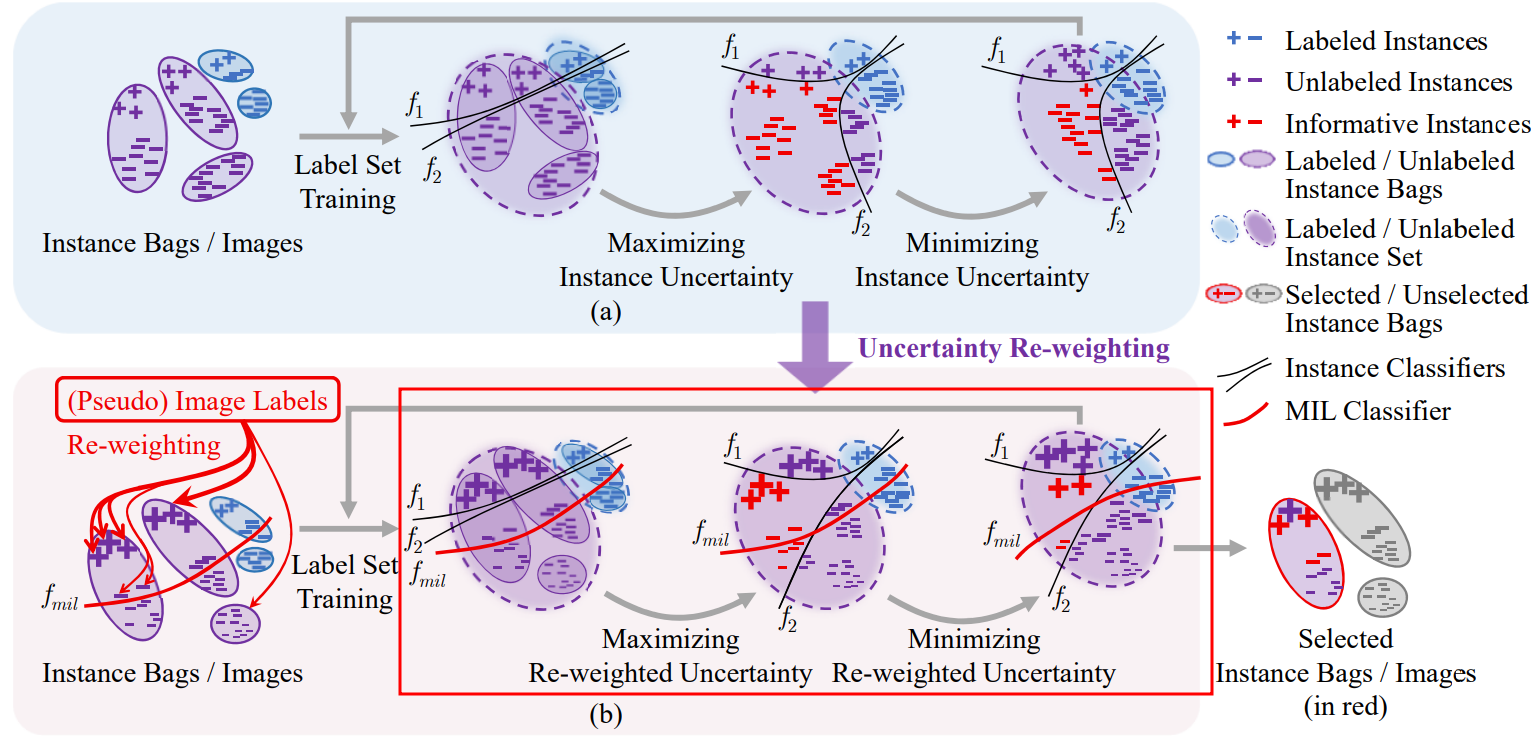 f1
f2
Label Set
Training
Instance Bags / Images
f1
f2
Maximizing
Instance Uncertainty
f1
f2
Minimizing
Instance Uncertainty
(a)
Labeled Instances
Unlabeled Instances
Informative Instances
Labeled / Unlabeled
Instance Bags
Labeled / Unlabeled
Instance Set
Selected / Unselected
Instance Bags
Instance Classifiers
MIL Classifier
Uncertainty Re-weighting
(Pseudo) Image Labels
Re-weighting
fmil
Instance Bags / Images
Label Set
Training
f1
f2
fmil
Maximizing
Re-weighted Uncertainty
f1
fmil
f2
Minimizing
Re-weighted Uncertainty
f1
fmil
f2
(b)
Selected
Instance Bags / Images
(in red)